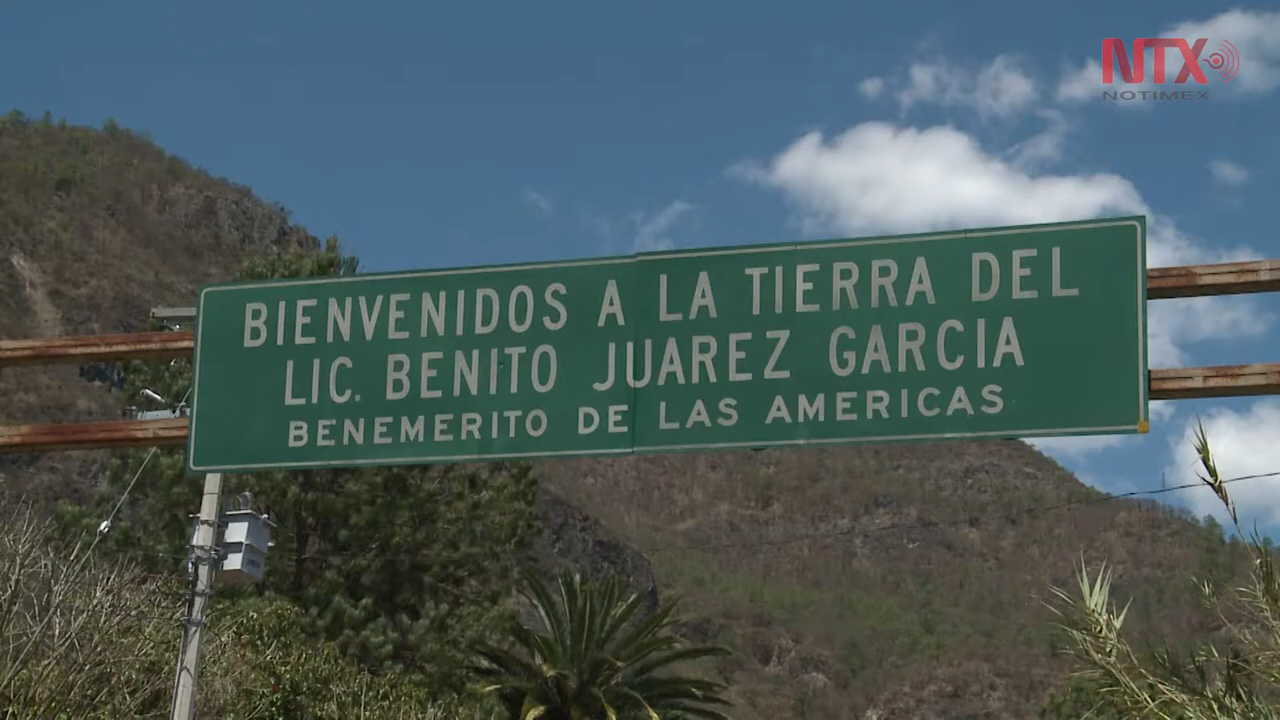 NTX
NOTIMEX
BIENVENIDOS A LA TIERRA DEL
LIC. BENITO JUAREZ GARCIA
BENEMERITO DE LAS AMERICAS